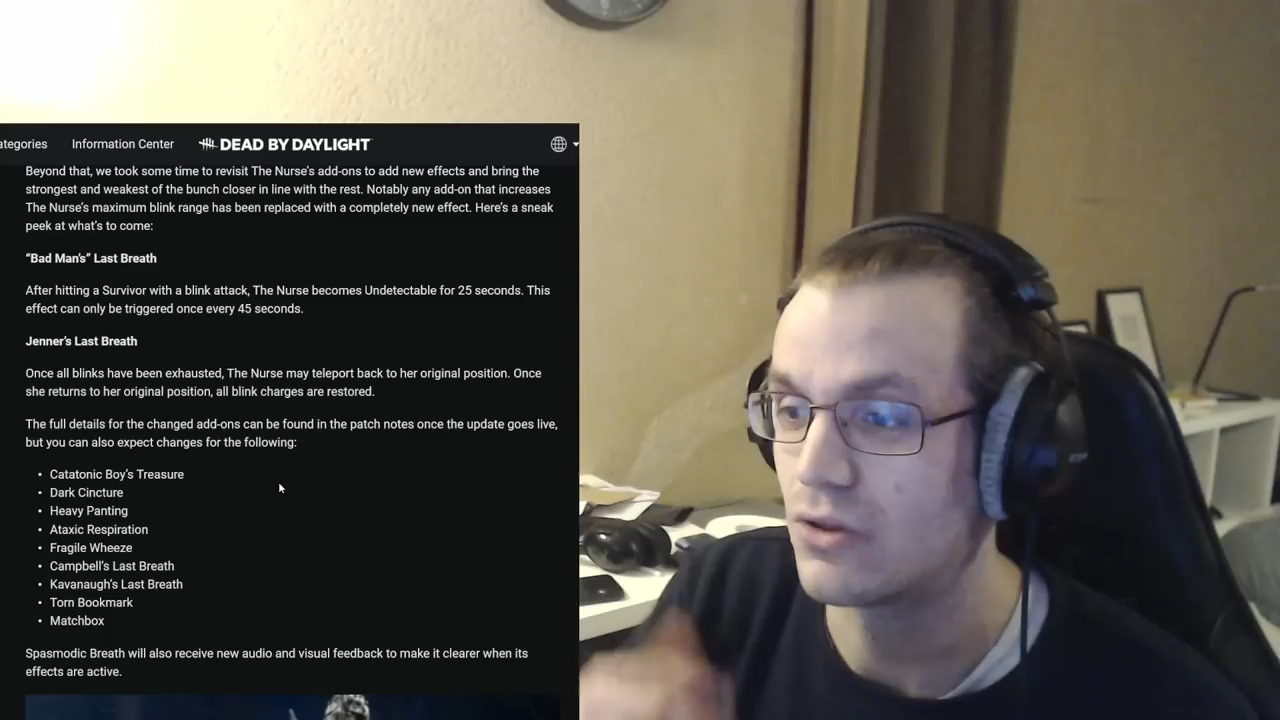 ategories Information Center DEAD BY DAYLIGHT
Beyond that, we took some time to revisit The Nurse's add-ons to add new effects and bring the
strongest and weakest of the bunch closer in line with the rest. Notably any add-on that increases
The Nurse's maximum blink range has been replaced with a completely new effect. Here's a sneak
peek at what's to come:
“Bad Man's” Last Breath
After hitting a Survivor with a blink attack, The Nurse becomes Undetectable for 25 seconds. This
effect can only be triggered once every 45 seconds.
Jenner's Last Breath
Once all blinks have been exhausted, The Nurse may teleport back to her original position. Once
she returns to her original position, all blink charges are restored.
The full details for the changed add-ons can be found in the patch notes once the update goes live,
but you can also expect changes for the following:
• Catatonic Boy's Treasure
• Dark Cincture
• Heavy Panting
• Ataxic Respiration
• Fragile Wheeze
• Campbell's Last Breath
• Kavanaugh's Last Breath
• Torn Bookmark
• Matchbox
Spasmodic Breath will also receive new audio and visual feedback to make it clearer when its
effects are active.